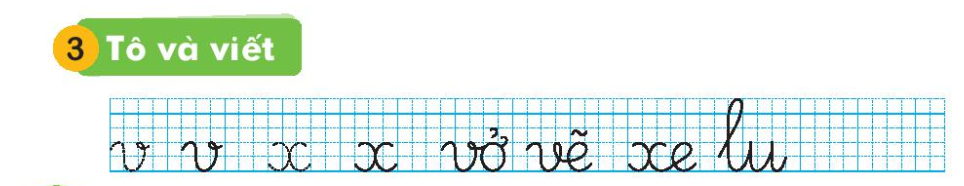 3 Tô và viết
v v x x vở vẽ xe lu